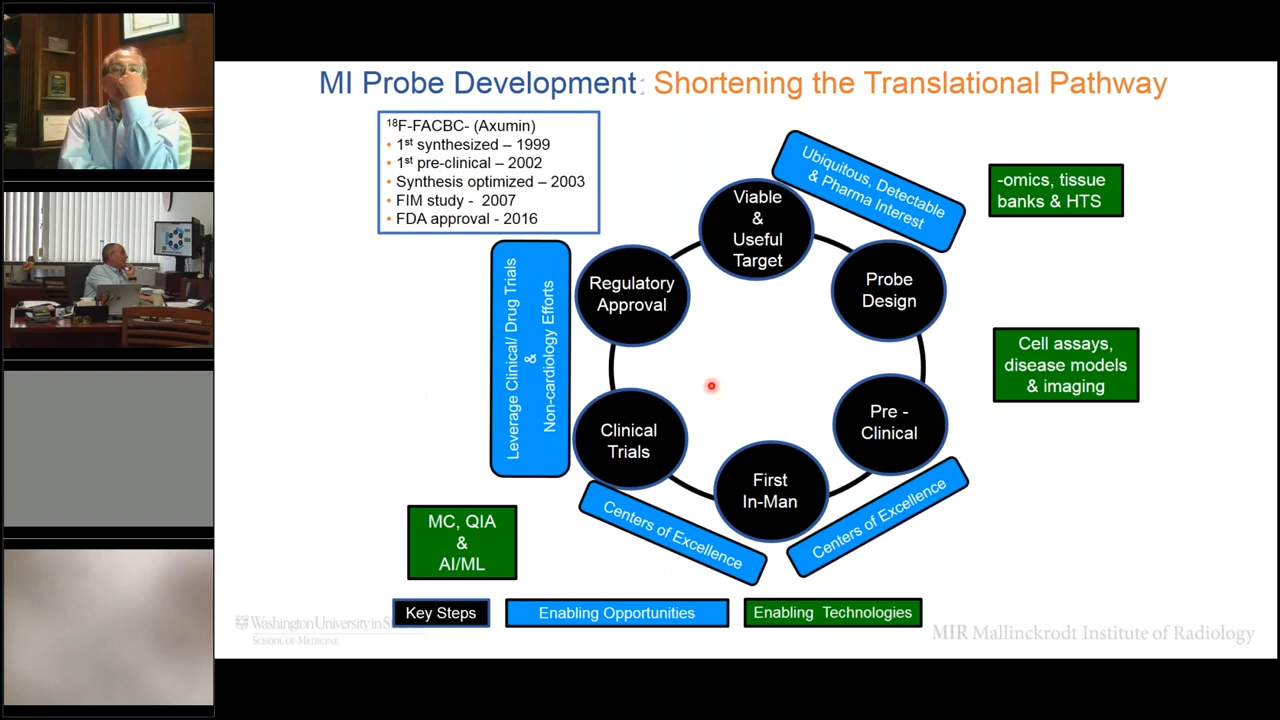 MI Probe Development: Shortening the Translational Pathway
18F-FACBC- (Axumin)
• 1st synthesized – 1999
• 1st pre-clinical – 2002
• Synthesis optimized – 2003
• FIM study - 2007
• FDA approval - 2016
Ubiquitous, Detectable
& Pharma Interest
-omics, tissue
banks & HTS
Viable
&
Useful
Target
Regulatory
Approval
Probe
Design
Leverage Clinical/ Drug Trials
&
Non-cardiology Efforts
Cell assays,
disease models
& imaging
Clinical
Trials
Pre -
Clinical
First
In-Man
Centers of Excellence
Centers of Excellence
MC, QIA
&
AI/ML
Key Steps
Enabling Opportunities
Enabling Technologies
Washington University in St
School of Medicine
MIR Mallinckrodt Institute of Radiology